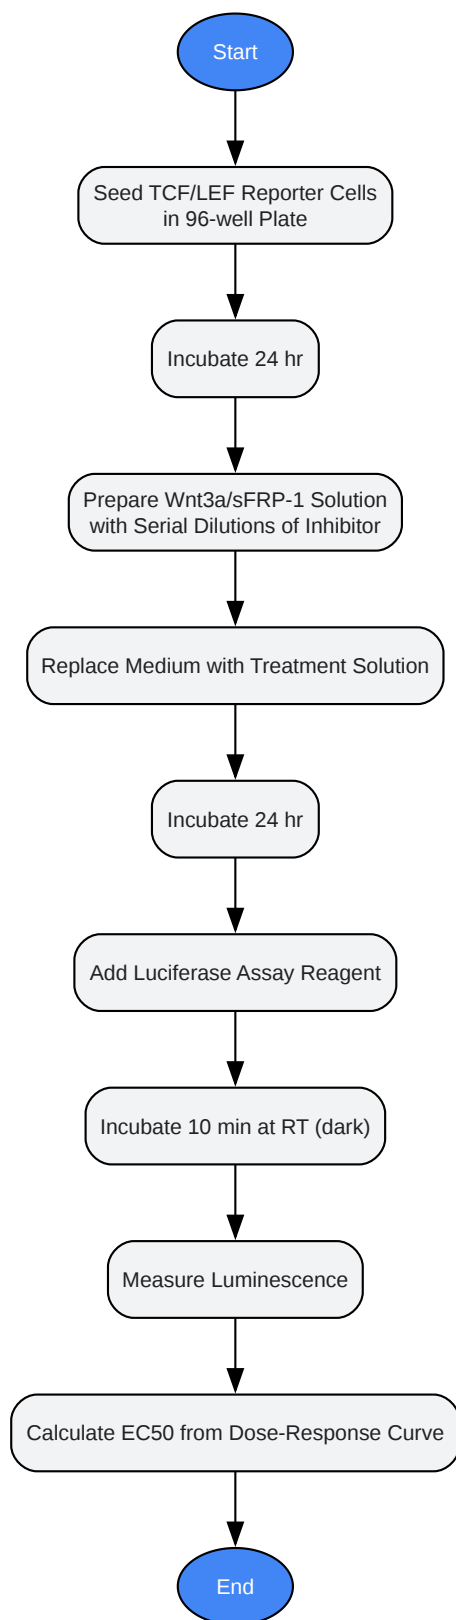 Start
Seed TCF/LEF Reporter Cells
in 96-well Plate
Incubate 24 hr
Prepare Wnt3a/sFRP-1 Solution
with Serial Dilutions of Inhibitor
Replace Medium with Treatment Solution
Incubate 24 hr
Add Luciferase Assay Reagent
Incubate 10 min at RT (dark)
Measure Luminescence
Calculate EC50 from Dose-Response Curve
End